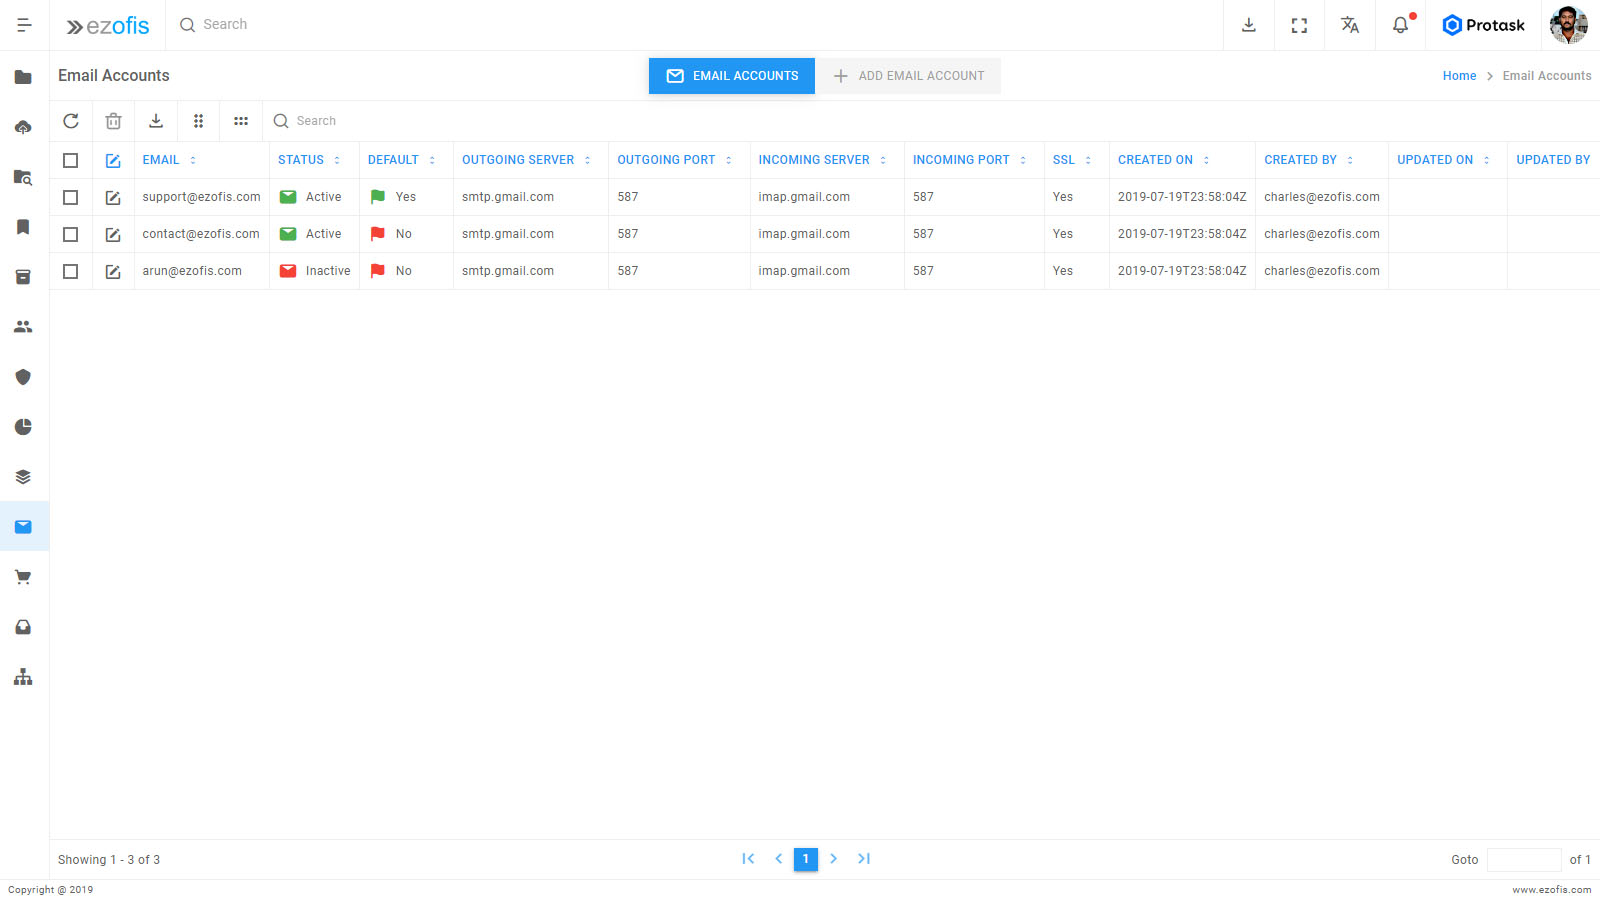 ezofis Search Protask
Email Accounts EMAIL ACCOUNTS ADD EMAIL ACCOUNT Home Email Accounts
Search
EMAIL STATUS DEFAULT OUTGOING SERVER OUTGOING PORT INCOMING SERVER INCOMING PORT SSL CREATED ON CREATED BY UPDATED ON UPDATED BY
support@ezofis.com Active Yes smtp.gmail.com 587 imap.gmail.com 587 Yes 2019-07-19T23:58:04Z charles@ezofis.com
contact@ezofis.com Active No smtp.gmail.com 587 imap.gmail.com 587 Yes 2019-07-19T23:58:04Z charles@ezofis.com
arun@ezofis.com Inactive No smtp.gmail.com 587 imap.gmail.com 587 Yes 2019-07-19T23:58:04Z charles@ezofis.com
Showing 1 - 3 of 3 1 Goto of 1
Copyright @ 2019 www.ezofis.com